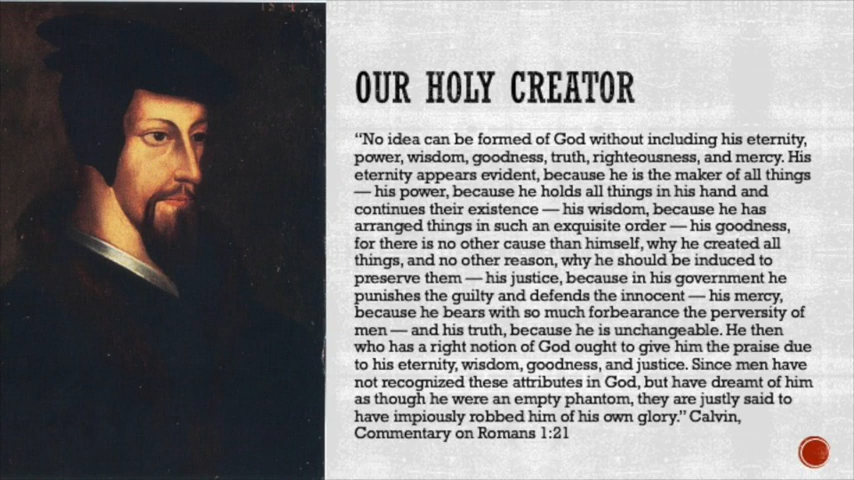 OUR HOLY CREATOR
“No idea can be formed of God without including his eternity,
power, wisdom, goodness, truth, righteousness, and mercy. His
eternity appears evident, because he is the maker of all things
— his power, because he holds all things in his hand and
continues their existence — his wisdom, because he has
arranged things in such an exquisite order — his goodness,
for there is no other cause than himself, why he created all
things, and no other reason, why he should be induced to
preserve them — his justice, because in his government he
punishes the guilty and defends the innocent — his mercy,
because he bears with so much forbearance the perversity of
men — and his truth, because he is unchangeable. He then
who has a right notion of God ought to give him the praise due
to his eternity, wisdom, goodness, and justice. Since men have
not recognized these attributes in God, but have dreamt of him
as though he were an empty phantom, they are justly said to
have impiously robbed him of his own glory.” Calvin,
Commentary on Romans 1:21